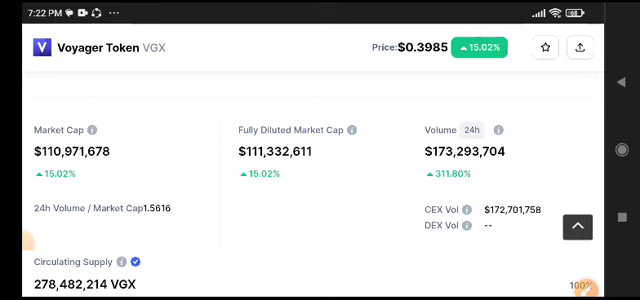 7:22 PM
V Voyager Token VGX Price:$0.3985 15.02%
Market Cap Fully Diluted Market Cap Volume 24h
$110,971,678 $111,332,611 $173,293,704
15.02% 15.02% 311.80%
24h Volume / Market Cap1.5616 CEX Vol $172,701,758
DEX Vol --
Circulating Supply
278,482,214 VGX 100%